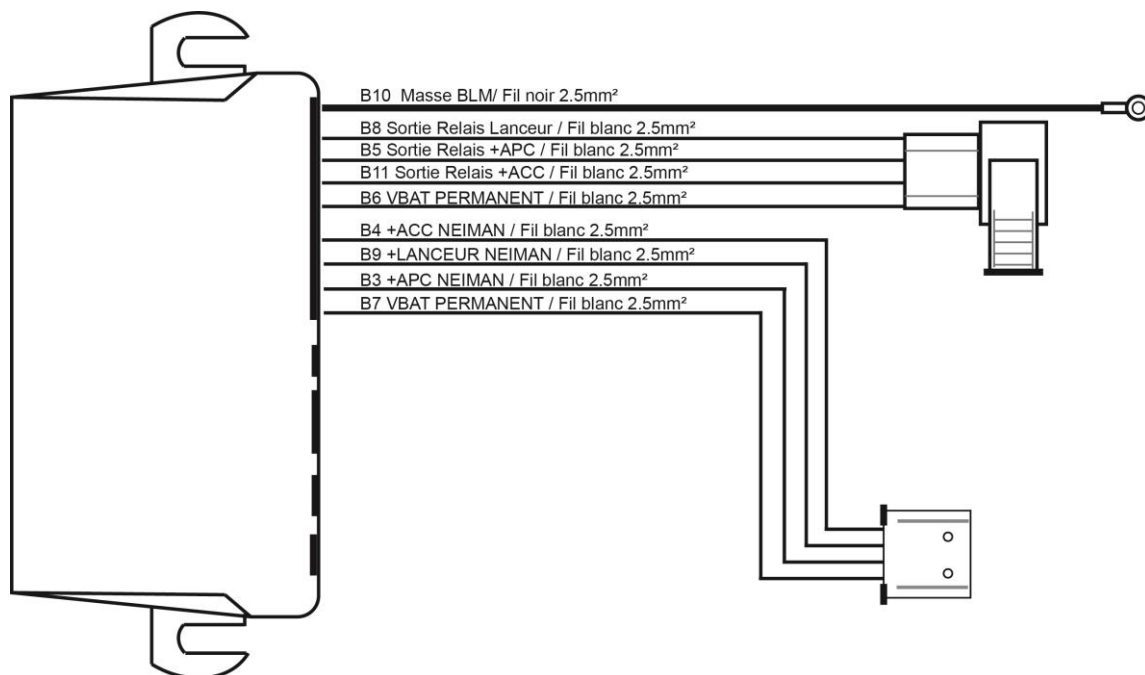 B10  Masse BLM/ Fil noir 2.5mm²
B8 Sortie Relais Lanceur / Fil blanc 2.5mm²
B5 Sortie Relais +APC / Fil blanc 2.5mm²
B11 Sortie Relais +ACC / Fil blanc 2.5mm²
B6 VBAT PERMANENT / Fil blanc 2.5mm²
B4 +ACC NEIMAN / Fil blanc 2.5mm²
B9 +LANCEUR NEIMAN / Fil blanc 2.5mm²
B3 +APC NEIMAN / Fil blanc 2.5mm²
B7 VBAT PERMANENT / Fil blanc 2.5mm²